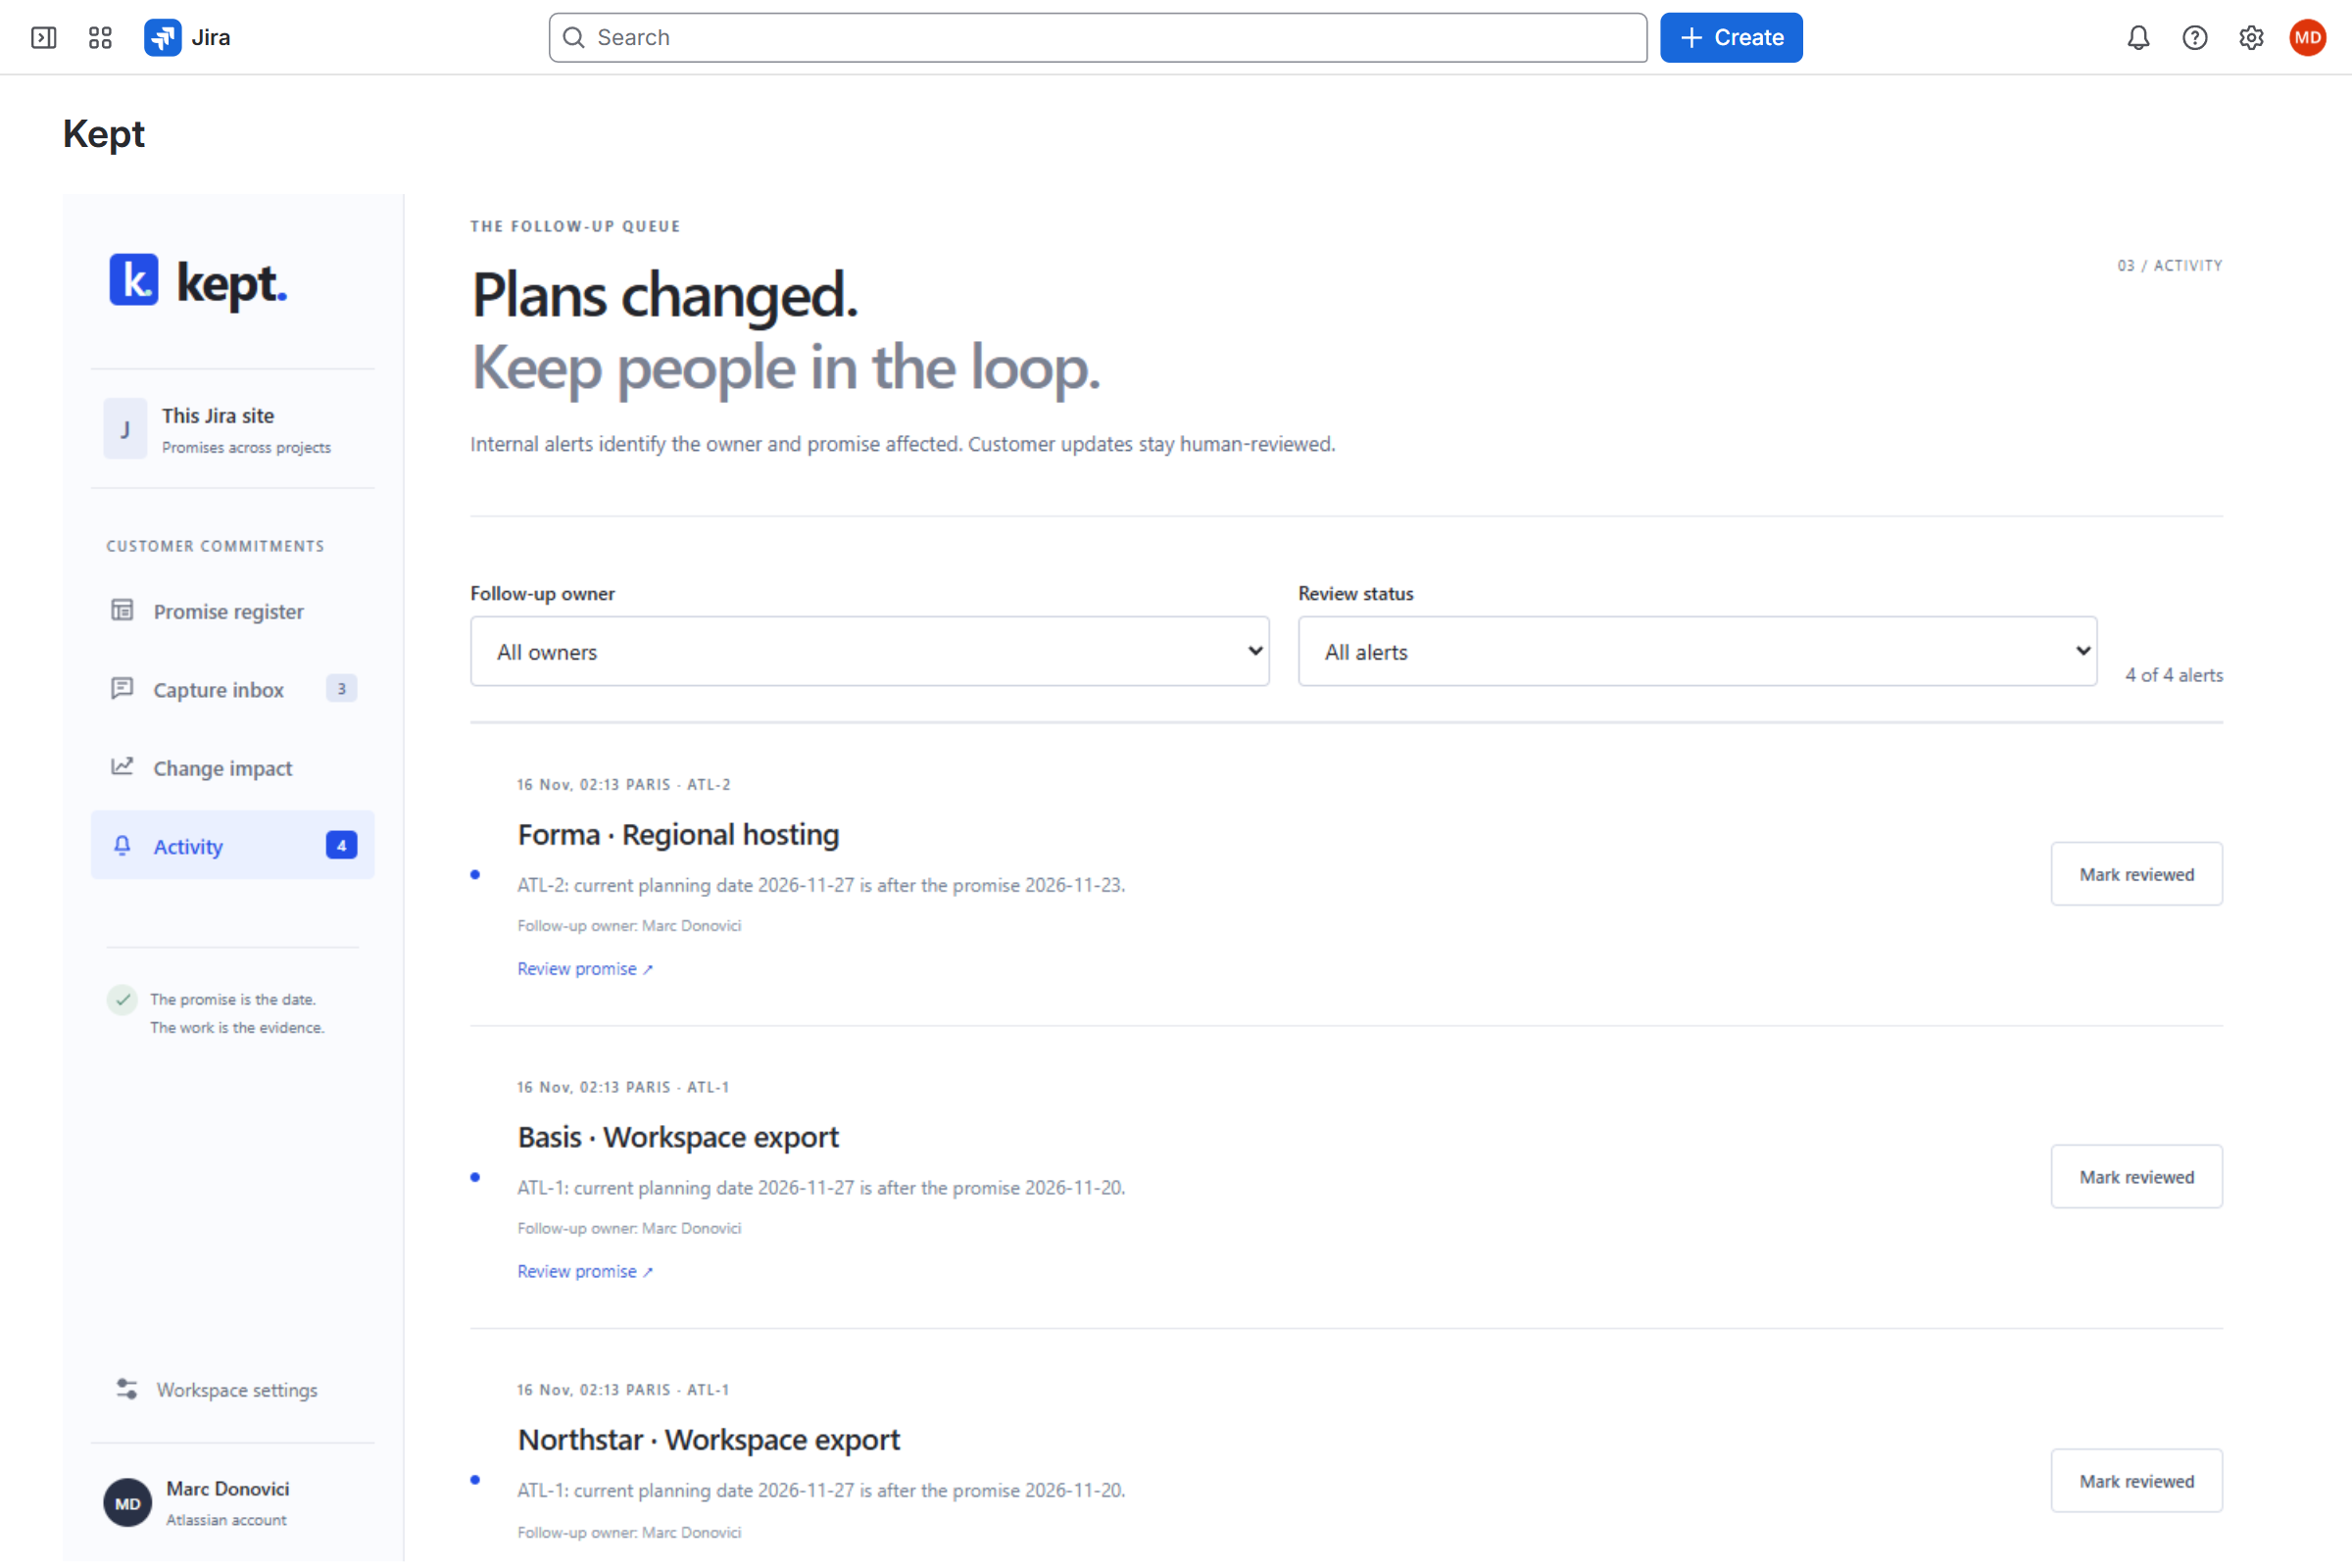 Jira
Search
Create
MD
Kept
k.
kept.
J
This Jira site
Promises across projects
CUSTOMER COMMITMENTS
Promise register
Capture inbox
3
Change impact
Activity
4
The promise is the date.
The work is the evidence.
Workspace settings
MD
Marc Donovici
Atlassian account
THE FOLLOW-UP QUEUE
Plans changed.
Keep people in the loop.
03 / ACTIVITY
Internal alerts identify the owner and promise affected. Customer updates stay human-reviewed.
Follow-up owner
All owners
Review status
All alerts
4 of 4 alerts
16 Nov, 02:13 PARIS · ATL-2
Forma · Regional hosting
ATL-2: current planning date 2026-11-27 is after the promise 2026-11-23.
Follow-up owner: Marc Donovici
Review promise ↗
Mark reviewed
16 Nov, 02:13 PARIS · ATL-1
Basis · Workspace export
ATL-1: current planning date 2026-11-27 is after the promise 2026-11-20.
Follow-up owner: Marc Donovici
Review promise ↗
Mark reviewed
16 Nov, 02:13 PARIS · ATL-1
Northstar · Workspace export
ATL-1: current planning date 2026-11-27 is after the promise 2026-11-20.
Follow-up owner: Marc Donovici
Mark reviewed